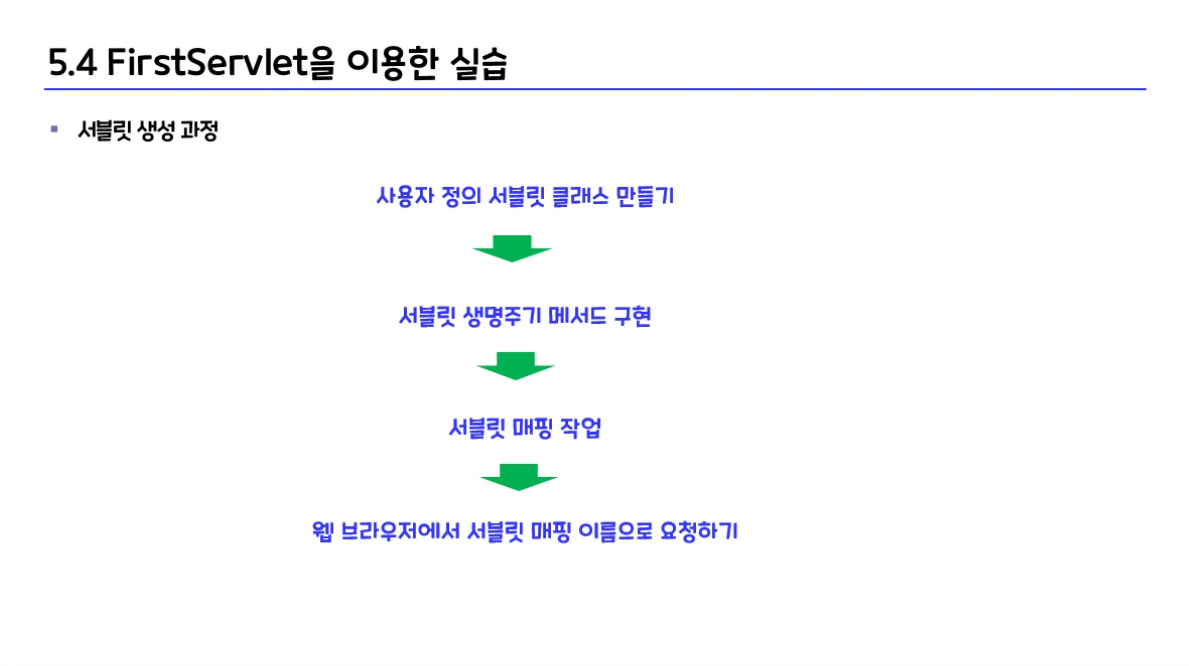 5.4 FirstServlet을 이용한 실습
▪ 서블릿 생성 과정
사용자 정의 서블릿 클래스 만들기
서블릿 생명주기 메서드 구현
서블릿 매핑 작업
웹 브라우저에서 서블릿 매핑 이름으로 요청하기